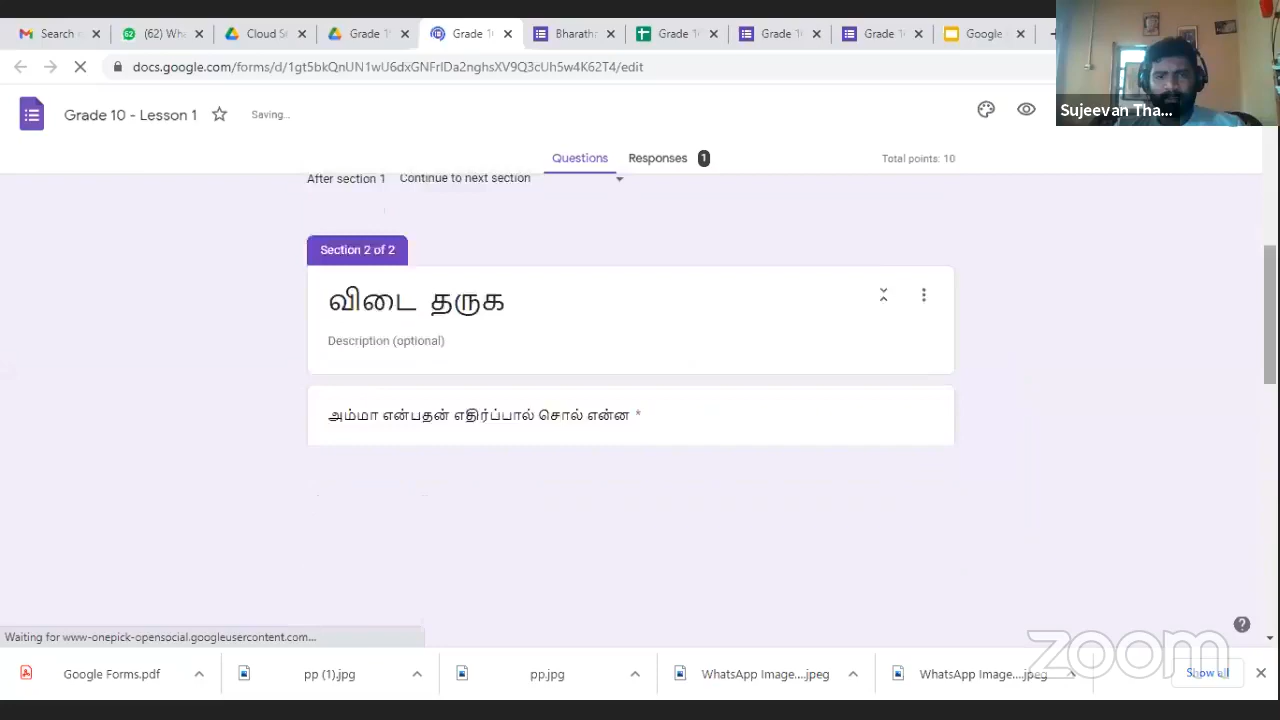 Search
(62) Wha
Cloud S
Grade 1
Grade 1
Bharath
Grade 1
Grade 1
Grade 1
Google
docs.google.com/forms/d/1gt5bkQnUN1wU6dxGNFrlDa2nghsXV9Q3cUh5w4K62T4/edit
Sujeevan Tha...
Grade 10 - Lesson 1
Saving...
Questions
Responses
1
Total points: 10
After section 1 Continue to next section
Section 2 of 2
விடை தருக
Description (optional)
அம்மா என்பதன் எதிர்ப்பால் சொல் என்ன *
Waiting for www-onepick-opensocial.googleusercontent.com...
zoom
Google Forms.pdf
pp (1).jpg
pp.jpg
WhatsApp Image....jpeg
WhatsApp Image....jpeg
Show all